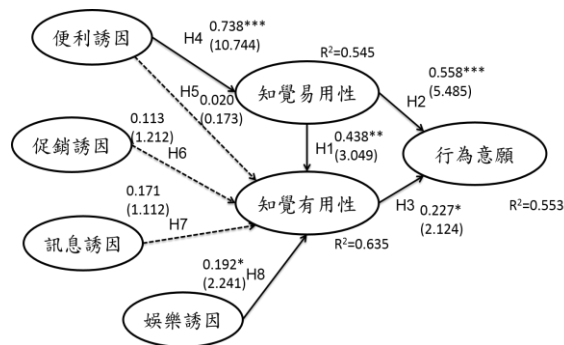 便利誘因
H4
0.738***
(10.744)
R²=0.545
知覺易用性
0.558***
(5.485)
H2
H5
0.020
(0.173)
0.113
(1.212)
H6
促銷誘因
H1
0.438**
(3.049)
行為意願
R²=0.553
知覺有用性
H3
0.227*
(2.124)
R²=0.635
0.171
(1.112)
H7
訊息誘因
0.192*
(2.241)
H8
娛樂誘因